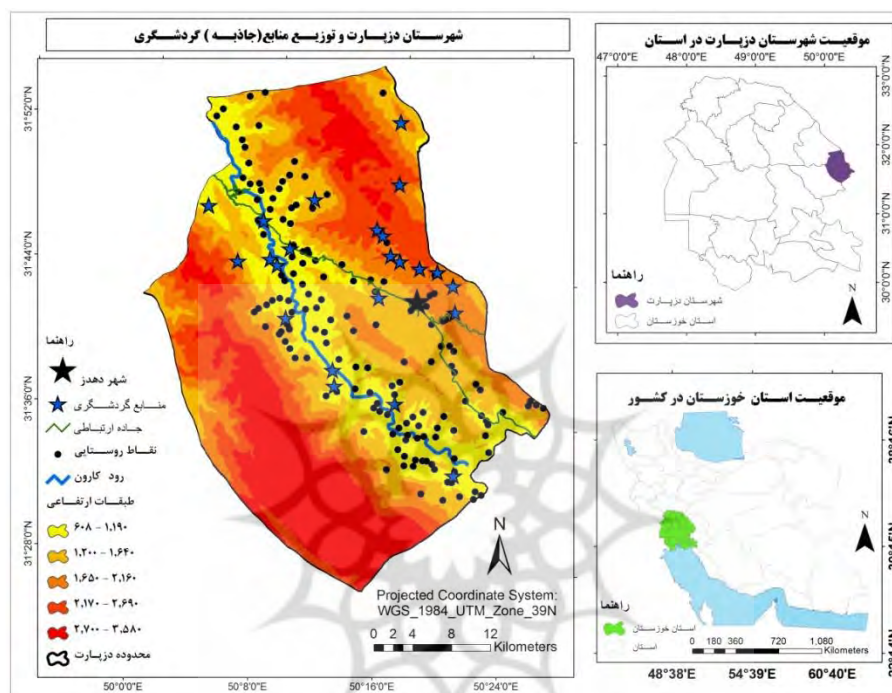 شهرستان دزپارت و توزیع منابع(جاذبه ) گردشگری
31°52'0"N
31°44'0"N
31°36'0"N
31°28'0"N
راهنما
شهر دهدز
منابع گردشگری
جاده ارتباطی
نقاط روستایی
رود کارون
طبقات ارتفاعی
۶۰۸ - ۱,۱۹۰
۱,۲۰۰ - ۱,۶۴۰
۱,۶۵۰ - ۲,۱۶۰
۲,۱۷۰ - ۲,۶۹۰
۲,۷۰۰ - ۳,۵۸۰
محدوده دزپارت
N
Projected Coordinate System:
WGS_1984_UTM_Zone_39N
0 2 4 8 12
Kilometers
50°0'0"E 50°8'0"E 50°16'0"E 50°24'0"E
موقعیت شهرستان دزپارت در استان
47°0'0"E 48°0'0"E 49°0'0"E 50°0'0"E
33°0'0"N
32°0'0"N
31°0'0"N
30°0'0"N
راهنما
شهرستان دزپارت
استان خوزستان
N
موقعیت استان خوزستان در کشور
N
راهنما
استان خوزستان
استان
0 180 360 720 1,080
Kilometers
48°38'E 54°39'E 60°40'E